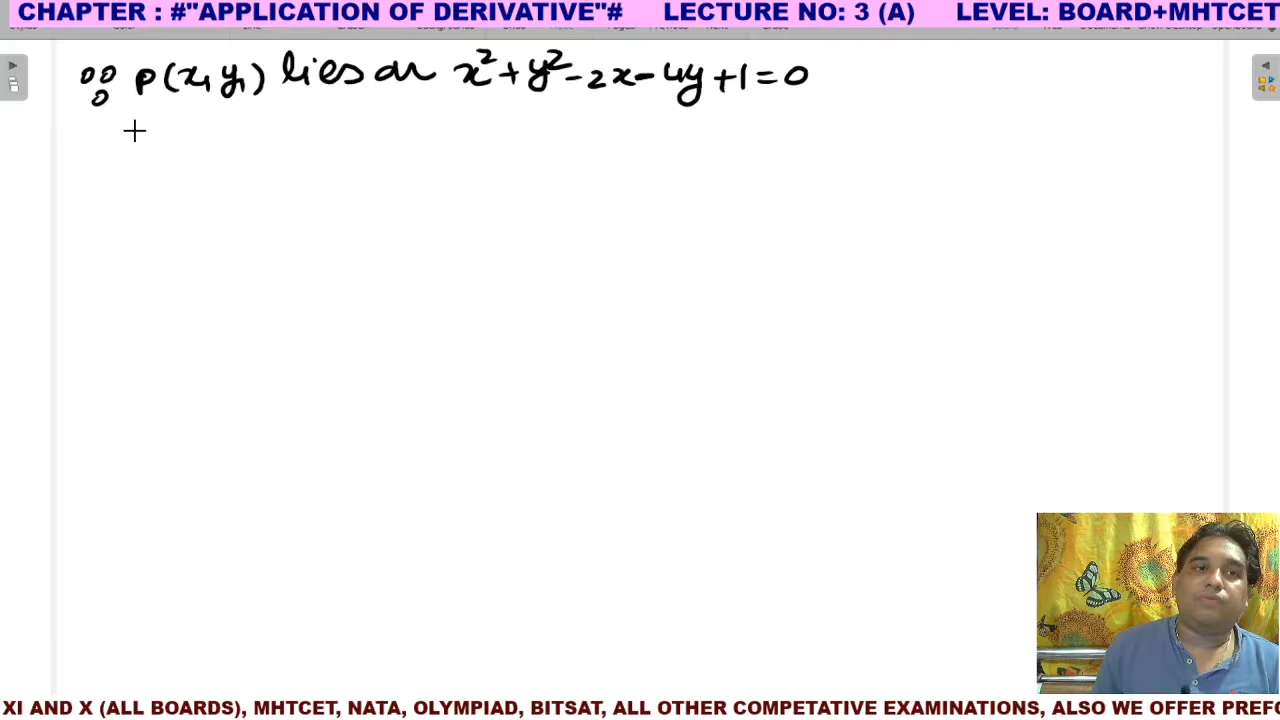 CHAPTER : #"APPLICATION OF DERIVATIVE"# LECTURE NO: 3 (A) LEVEL: BOARD+MHTCET
∵ P(x₁ y₁) lies on x²+y²-2x-4y+1=0
XI AND X (ALL BOARDS), MHTCET, NATA, OLYMPIAD, BITSAT, ALL OTHER COMPETATIVE EXAMINATIONS, ALSO WE OFFER PREF